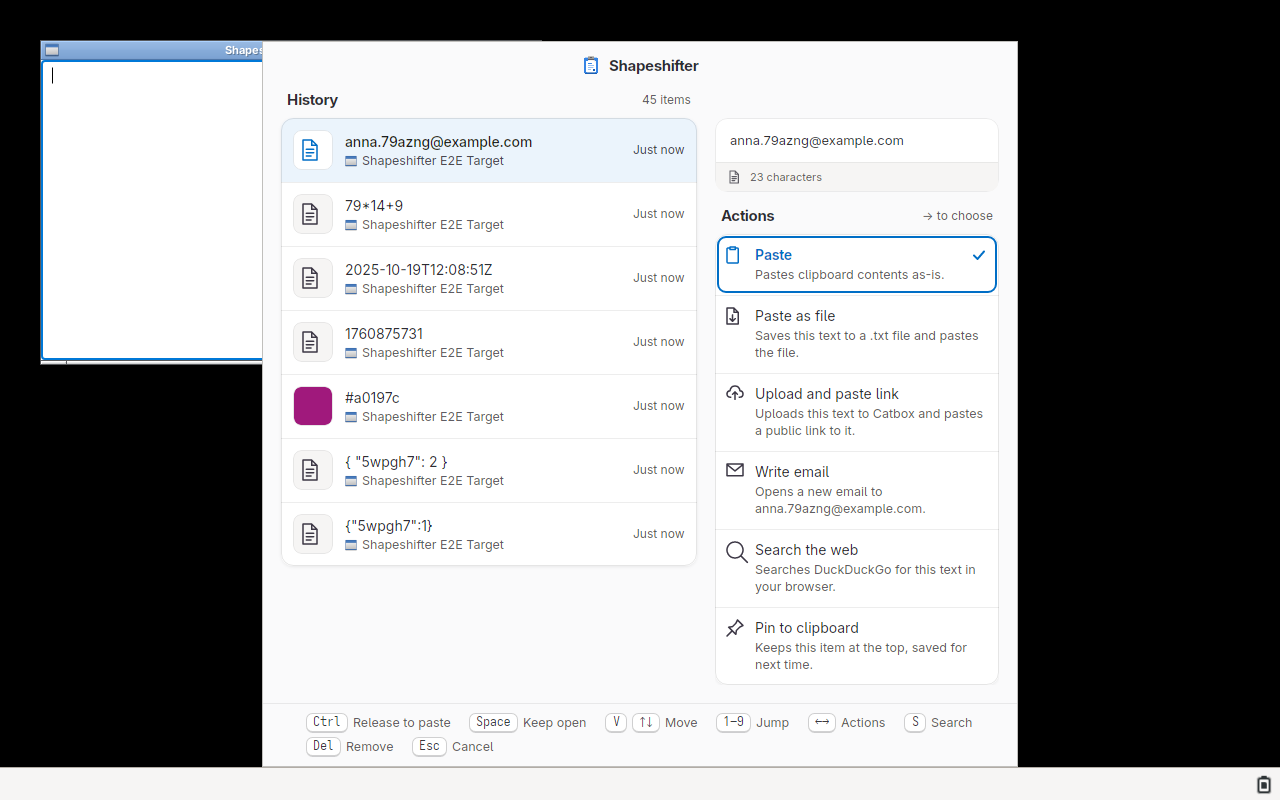 Shapes
Shapeshifter
History
45 items
anna.79azng@example.com
Shapeshifter E2E Target
Just now
79*14+9
Shapeshifter E2E Target
Just now
2025-10-19T12:08:51Z
Shapeshifter E2E Target
Just now
1760875731
Shapeshifter E2E Target
Just now
#a0197c
Shapeshifter E2E Target
Just now
{ "5wpgh7": 2 }
Shapeshifter E2E Target
Just now
{"5wpgh7":1}
Shapeshifter E2E Target
Just now
anna.79azng@example.com
23 characters
Actions
→ to choose
Paste
Pastes clipboard contents as-is.
Paste as file
Saves this text to a .txt file and pastes
the file.
Upload and paste link
Uploads this text to Catbox and pastes
a public link to it.
Write email
Opens a new email to
anna.79azng@example.com.
Search the web
Searches DuckDuckGo for this text in
your browser.
Pin to clipboard
Keeps this item at the top, saved for
next time.
Ctrl Release to paste Space Keep open V ↑↓ Move 1–9 Jump ↔ Actions S Search
Del Remove Esc Cancel